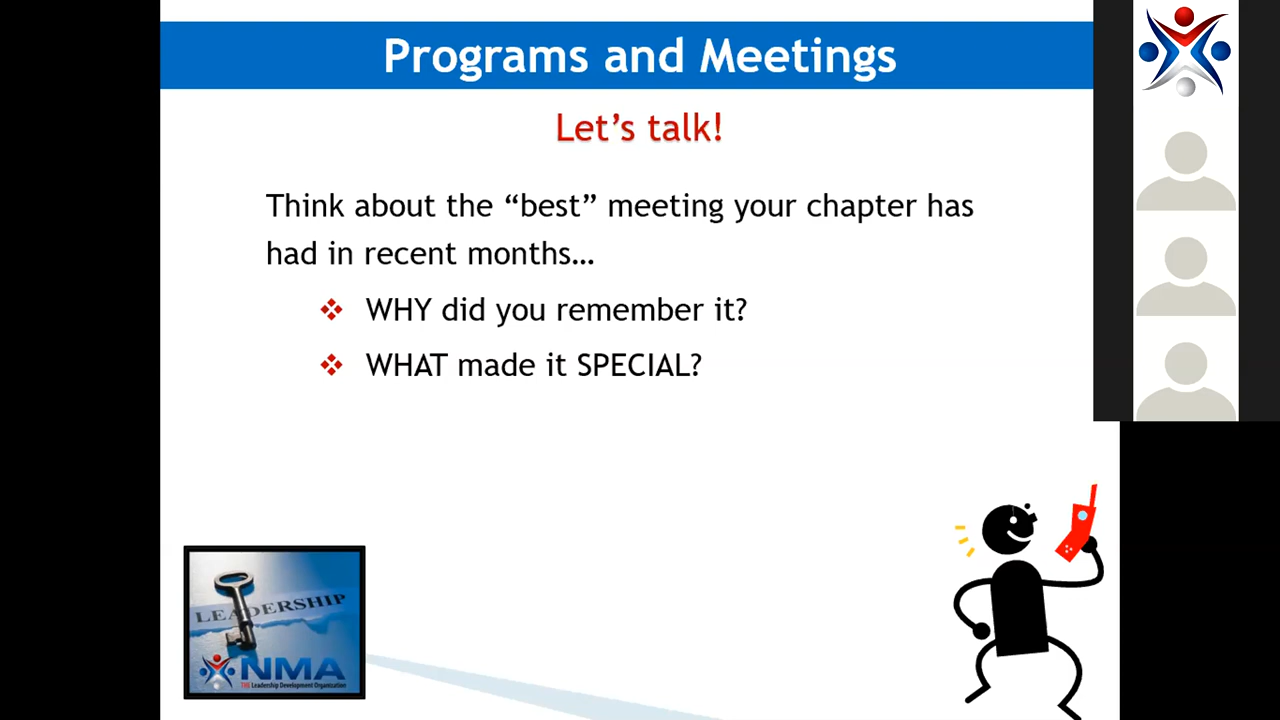 Programs and Meetings
Let’s talk!
Think about the “best” meeting your chapter has
had in recent months...
WHY did you remember it?
WHAT made it SPECIAL?
LEADERSHIP
NMA
THE Leadership Development Organization